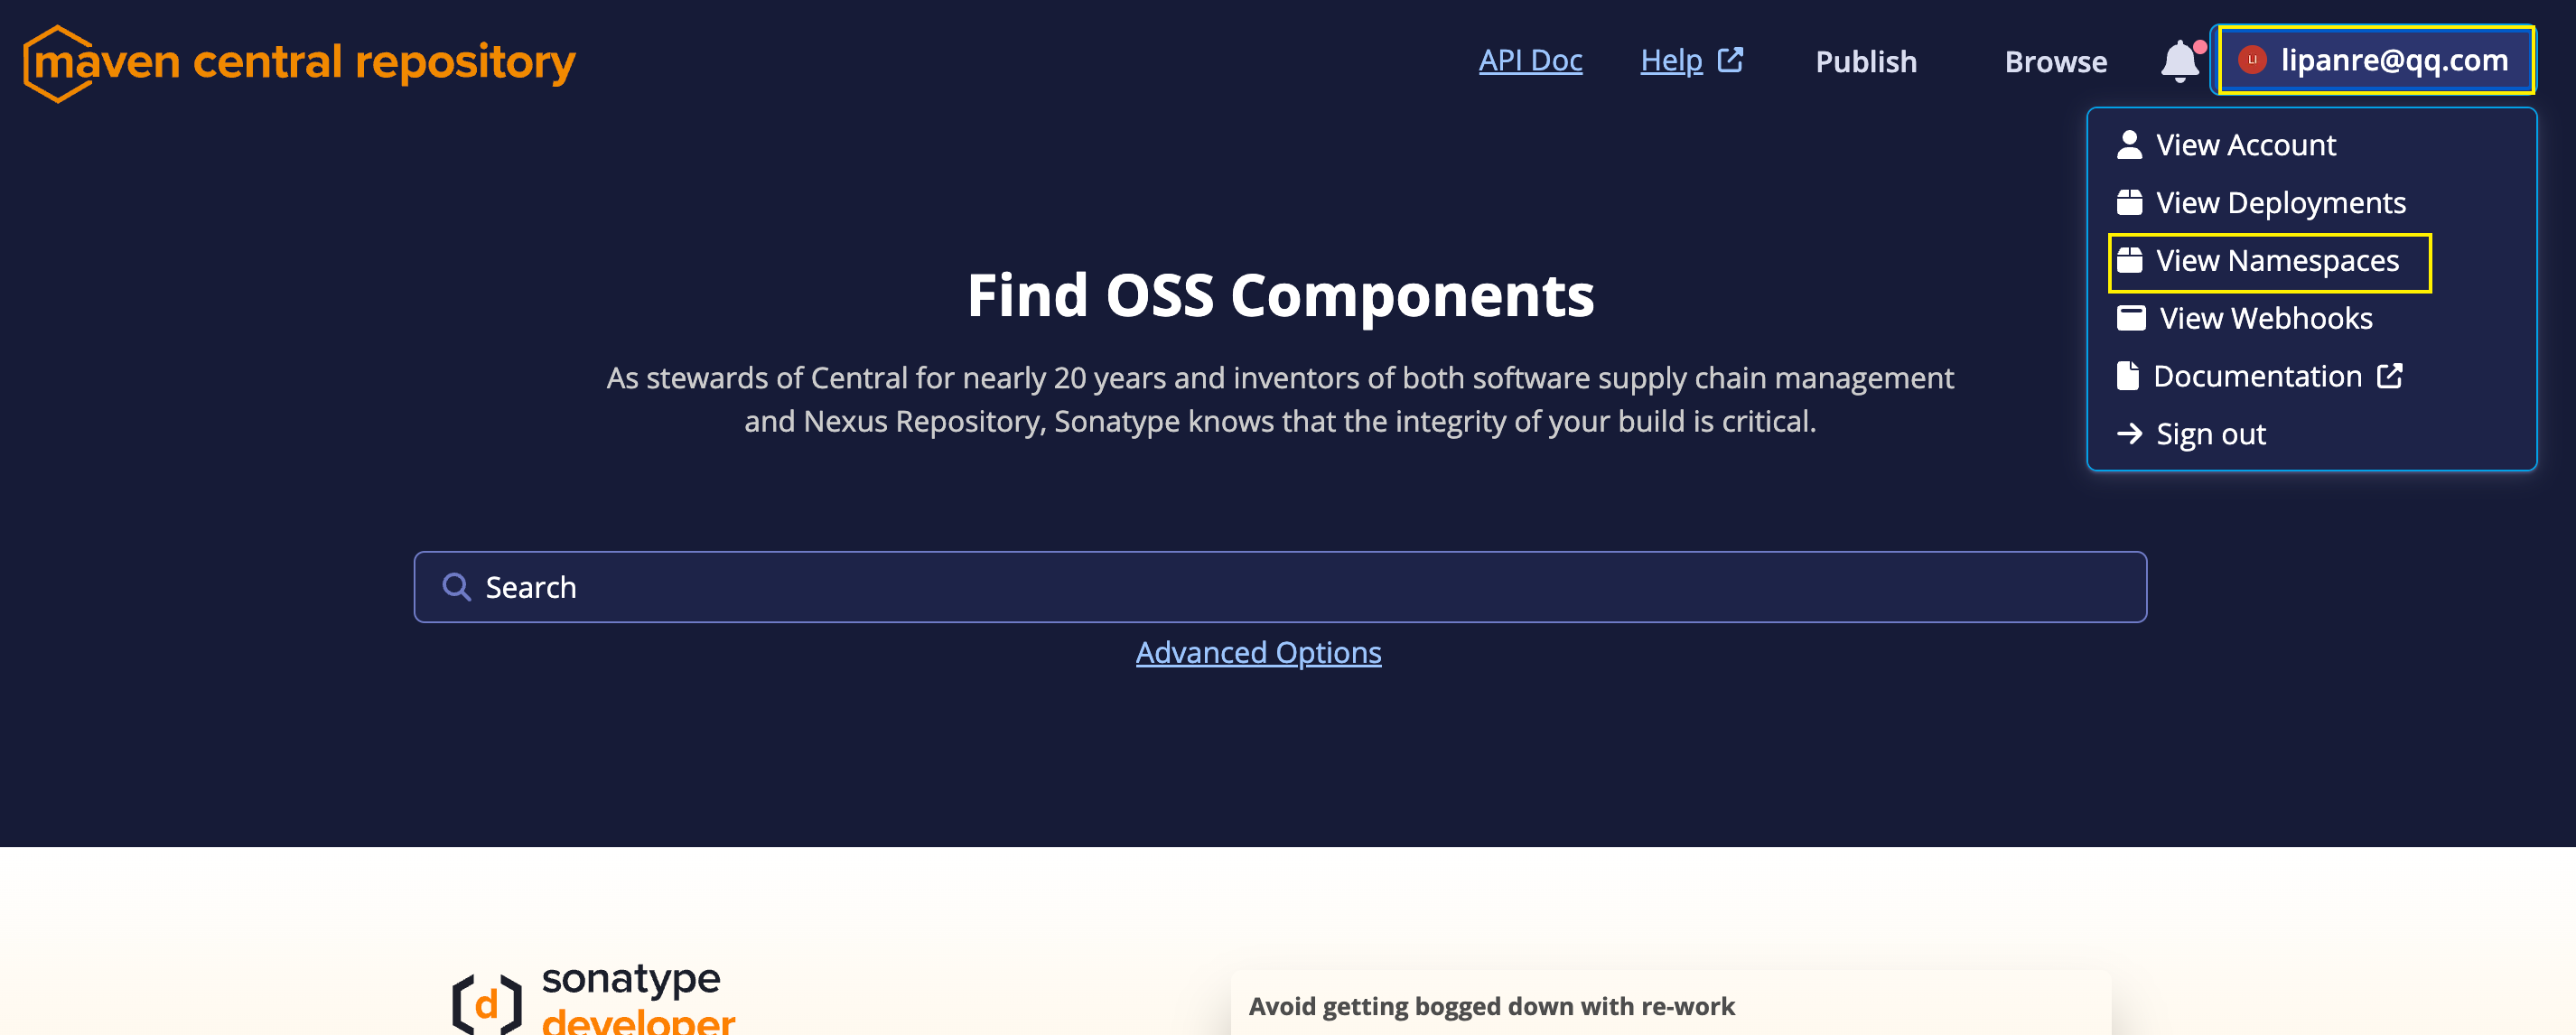 maven central repository
API Doc
Help
Publish
Browse
LI
lipanre@qq.com
View Account
View Deployments
View Namespaces
View Webhooks
Documentation
Sign out
Find OSS Components
As stewards of Central for nearly 20 years and inventors of both software supply chain management
and Nexus Repository, Sonatype knows that the integrity of your build is critical.
Search
Advanced Options
d
sonatype
developer
Avoid getting bogged down with re-work